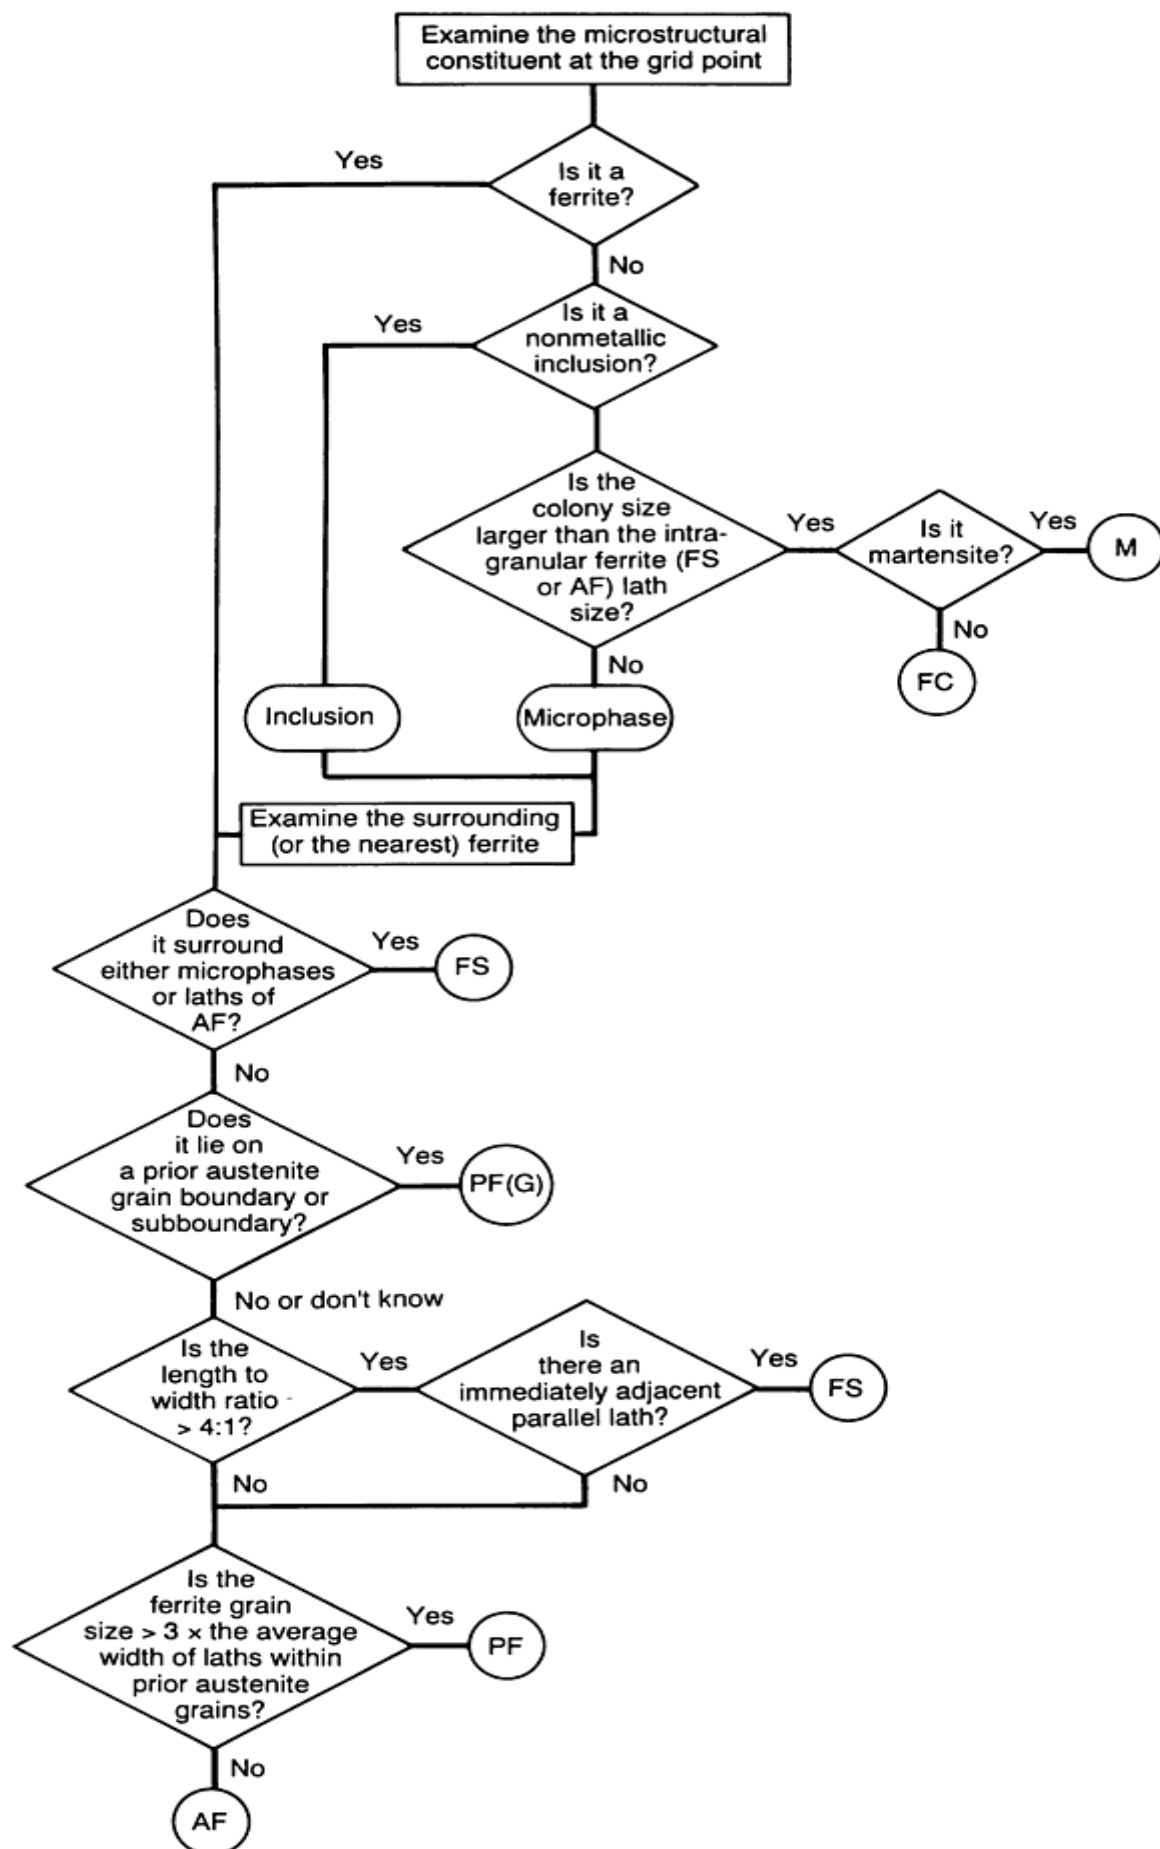 Examine the microstructural
constituent at the grid point
Yes
Is it a
ferrite?
No
Yes
Is it a
nonmetallic
inclusion?
Is the
colony size
larger than the intra-
granular ferrite (FS
or AF) lath
size?
Yes
Is it
martensite?
Yes
M
No
FC
No
Inclusion
Microphase
Examine the surrounding
(or the nearest) ferrite
Does
it surround
either microphases
or laths of
AF?
Yes
FS
No
Does
it lie on
a prior austenite
grain boundary or
subboundary?
Yes
PF(G)
No or don't know
Is the
length to
width ratio
> 4:1?
Yes
Is
there an
immediately adjacent
parallel lath?
Yes
FS
No
No
Is the
ferrite grain
size > 3 × the average
width of laths within
prior austenite
grains?
Yes
PF
No
AF